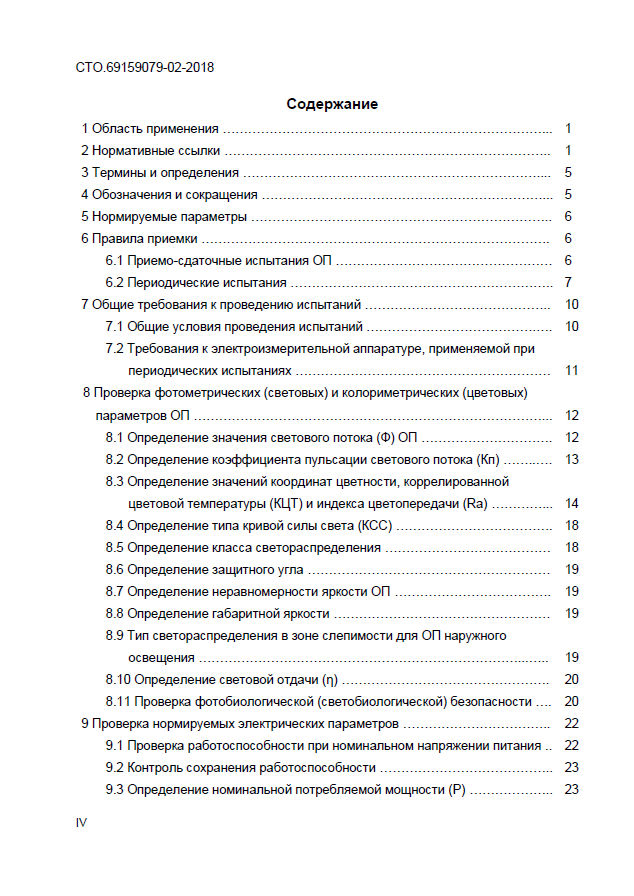 СТО.69159079-02-2018
Содержание
1 Область применения ……………………………………………………………………... 1
2 Нормативные ссылки …………………………………………………………………….. 1
3 Термины и определения …………………………………………………………………... 5
4 Обозначения и сокращения ……………………………………………………………... 5
5 Нормируемые параметры ……………………………………………………………….. 6
6 Правила приемки …………………………………………………………………………. 6
6.1 Приемо-сдаточные испытания ОП …………………………………………… 6
6.2 Периодические испытания …………………………………………………….. 7
7 Общие требования к проведению испытаний ……………………………………. 10
7.1 Общие условия проведения испытаний …………………………………….. 10
7.2 Требования к электроизмерительной аппаратуре, применяемой при
периодических испытаниях …………………………………………………… 11
8 Проверка фотометрических (световых) и колориметрических (цветовых)
параметров ОП ………………………………………………………………………... 12
8.1 Определение значения светового потока (Ф) ОП …………………………. 12
8.2 Определение коэффициента пульсации светового потока (Кп) ……..…. 13
8.3 Определение значений координат цветности, коррелированной
цветовой температуры (КЦТ) и индекса цветопередачи (Ra) …………... 14
8.4 Определение типа кривой силы света (КСС) ………………………………. 18
8.5 Определение класса светораспределения ………………………………… 18
8.6 Определение защитного угла ………………………………………………… 19
8.7 Определение неравномерности яркости ОП ………………………………. 19
8.8 Определение габаритной яркости …………………………………………… 19
8.9 Тип светораспределения в зоне слепимости для ОП наружного
освещения …………………………………………………………………..….. 19
8.10 Определение световой отдачи (η) …………………………………………. 20
8.11 Проверка фотобиологической (светобиологической) безопасности …. 20
9 Проверка нормируемых электрических параметров …………………………….. 22
9.1 Проверка работоспособности при номинальном напряжении питания .. 22
9.2 Контроль сохранения работоспособности …………………………………... 23
9.3 Определение номинальной потребляемой мощности (P) ……………….. 23
IV